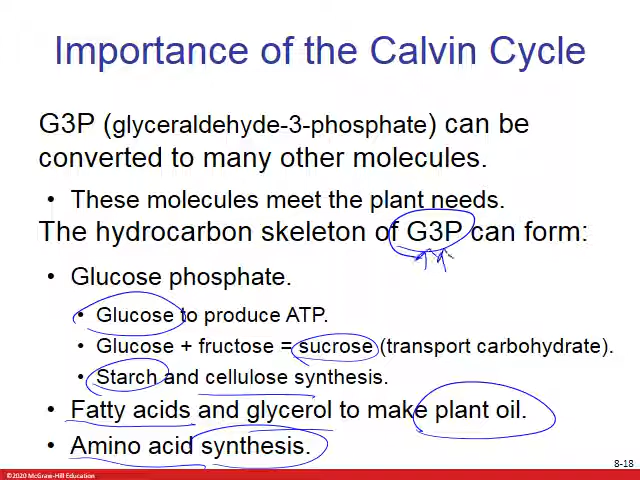 Importance of the Calvin Cycle
G3P (glyceraldehyde-3-phosphate) can be
converted to many other molecules.
• These molecules meet the plant needs.
The hydrocarbon skeleton of G3P can form:
• Glucose phosphate.
• Glucose to produce ATP.
• Glucose + fructose = sucrose (transport carbohydrate).
• Starch and cellulose synthesis.
• Fatty acids and glycerol to make plant oil.
• Amino acid synthesis.
8-18
©2020 McGraw-Hill Education